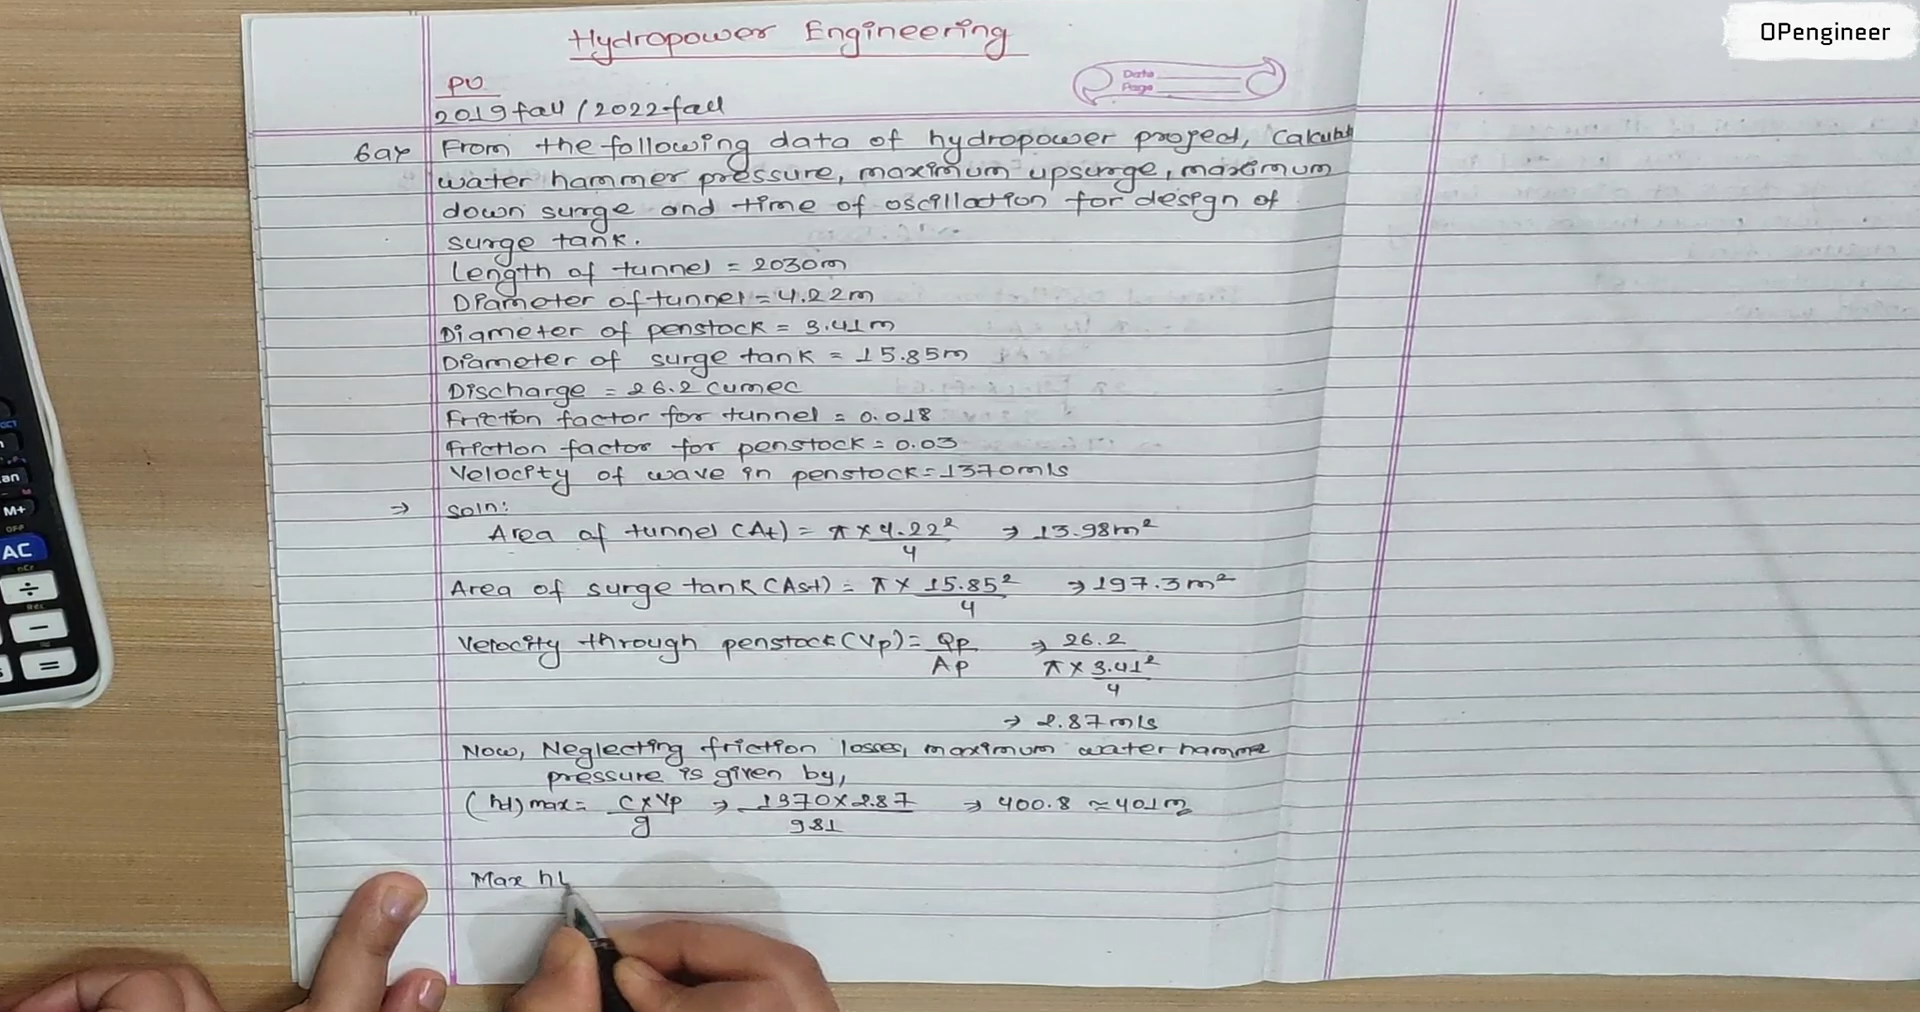 OPengineer
Hydropower Engineering
Date
Page
PU
2019 fall / 2022 fall
6a) From the following data of hydropower project, calculate
water hammer pressure, maximum upsurge, maximum
down surge and time of oscillation for design of
surge tank.
Length of tunnel = 2030m
Diameter of tunnel = 4.22m
Diameter of penstock = 3.41m
Diameter of surge tank = 15.85m
Discharge = 26.2 cumec
Friction factor for tunnel = 0.018
Friction factor for penstock = 0.03
Velocity of wave in penstock = 1370m/s
→ Soln:
Area of tunnel (At) = π × 4.22² / 4 → 13.98m²
Area of surge tank (Ast) = π × 15.85² / 4 → 197.3m²
Velocity through penstock (Vp) = Qp / Ap → 26.2 / π × 3.41² / 4
→ 2.87m/s
Now, Neglecting friction losses, maximum water hammer
pressure is given by,
(hd) max = C×Vp / g → 1370×2.87 / 981 → 400.8 ≈ 401m
Max h
M+
OFF
AC
÷
−
=